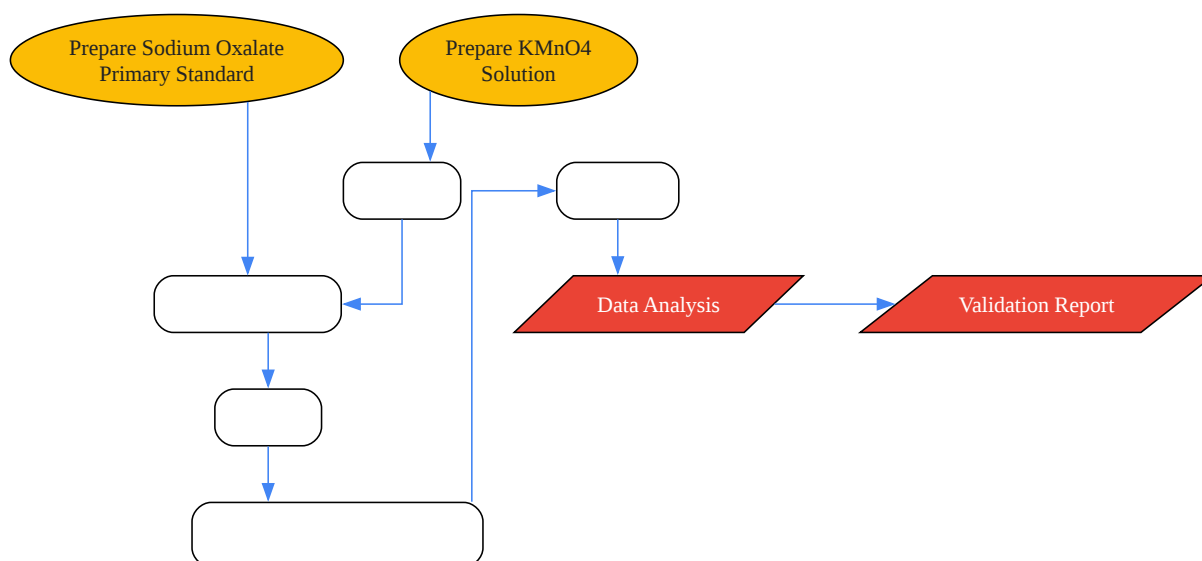 Prepare Sodium Oxalate
Primary Standard
Prepare KMnO4
Solution
Data Analysis
Validation Report